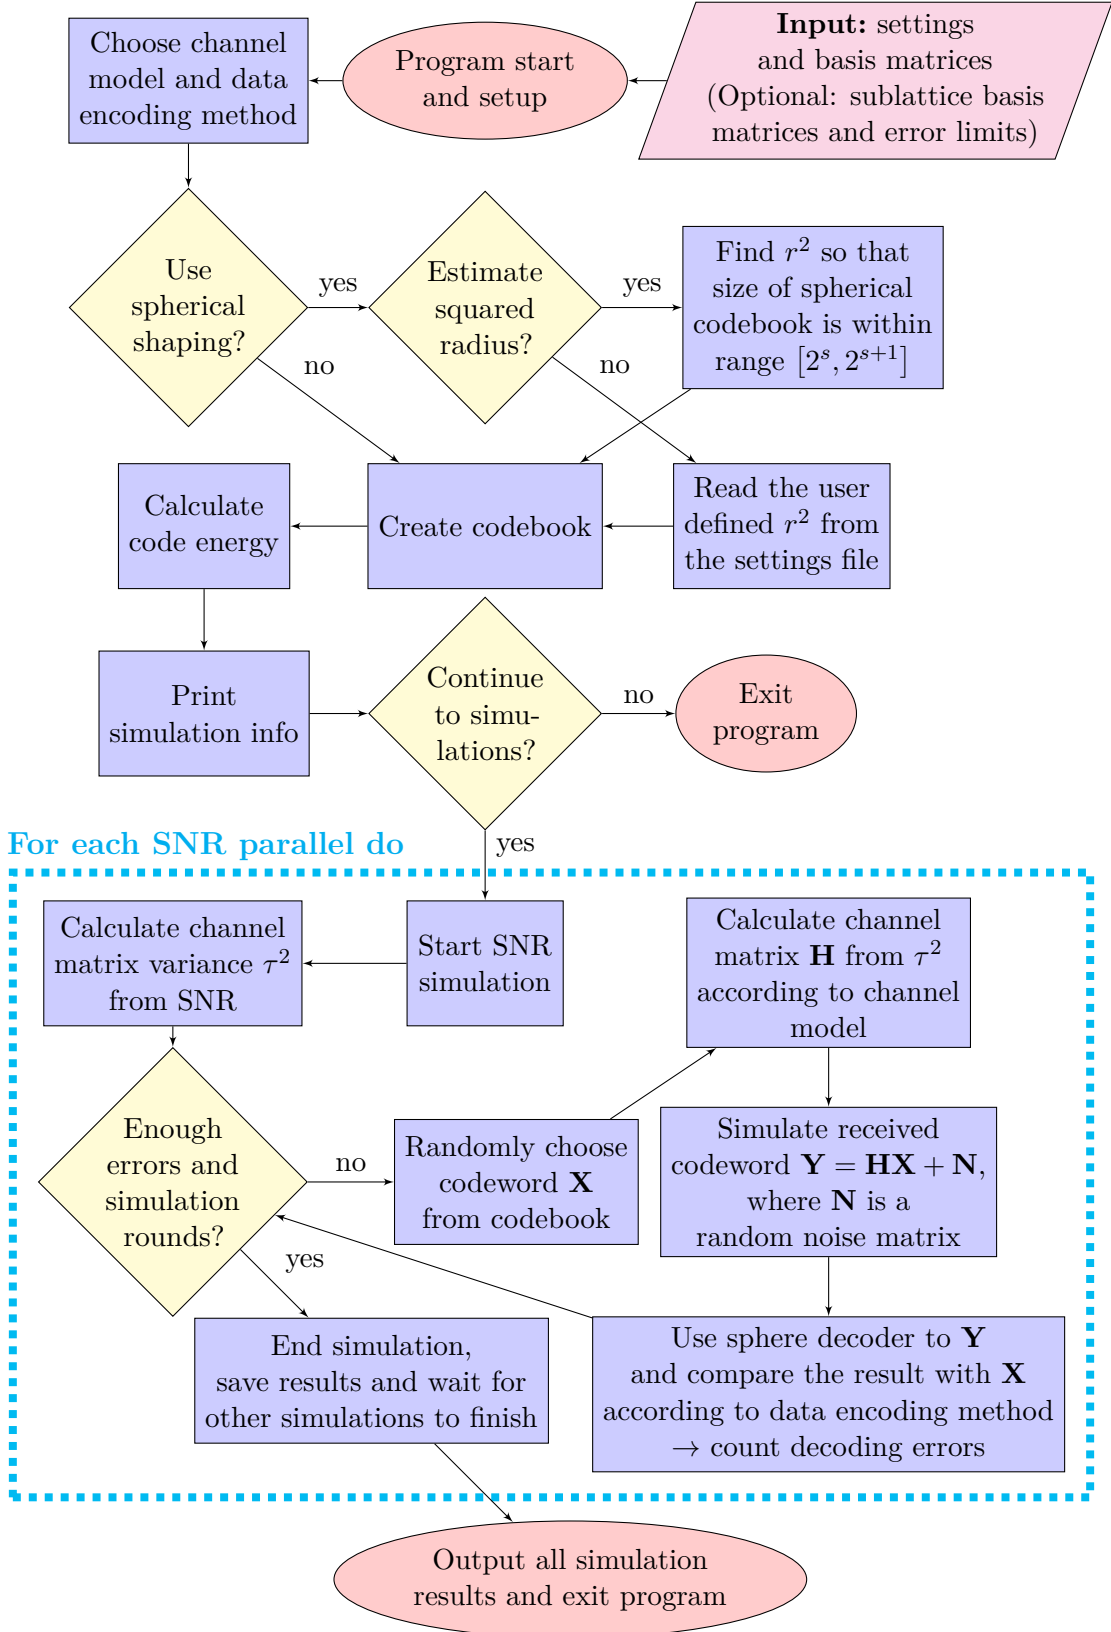 Choose channel
model and data
encoding method
Program start
and setup
Input: settings
and basis matrices
(Optional: sublattice basis
matrices and error limits)
Use
spherical
shaping?
yes
no
Estimate
squared
radius?
yes
no
Find r² so that
size of spherical
codebook is within
range [2^s, 2^{s+1}]
Calculate
code energy
Create codebook
Read the user
defined r² from
the settings file
Print
simulation info
Continue
to simu-
lations?
no
Exit
program
yes
For each SNR parallel do
Calculate channel
matrix variance τ²
from SNR
Start SNR
simulation
Calculate channel
matrix H from τ²
according to channel
model
Enough
errors and
simulation
rounds?
no
yes
Randomly choose
codeword X
from codebook
Simulate received
codeword Y = HX + N,
where N is a
random noise matrix
End simulation,
save results and wait for
other simulations to finish
Use sphere decoder to Y
and compare the result with X
according to data encoding method
→ count decoding errors
Output all simulation
results and exit program